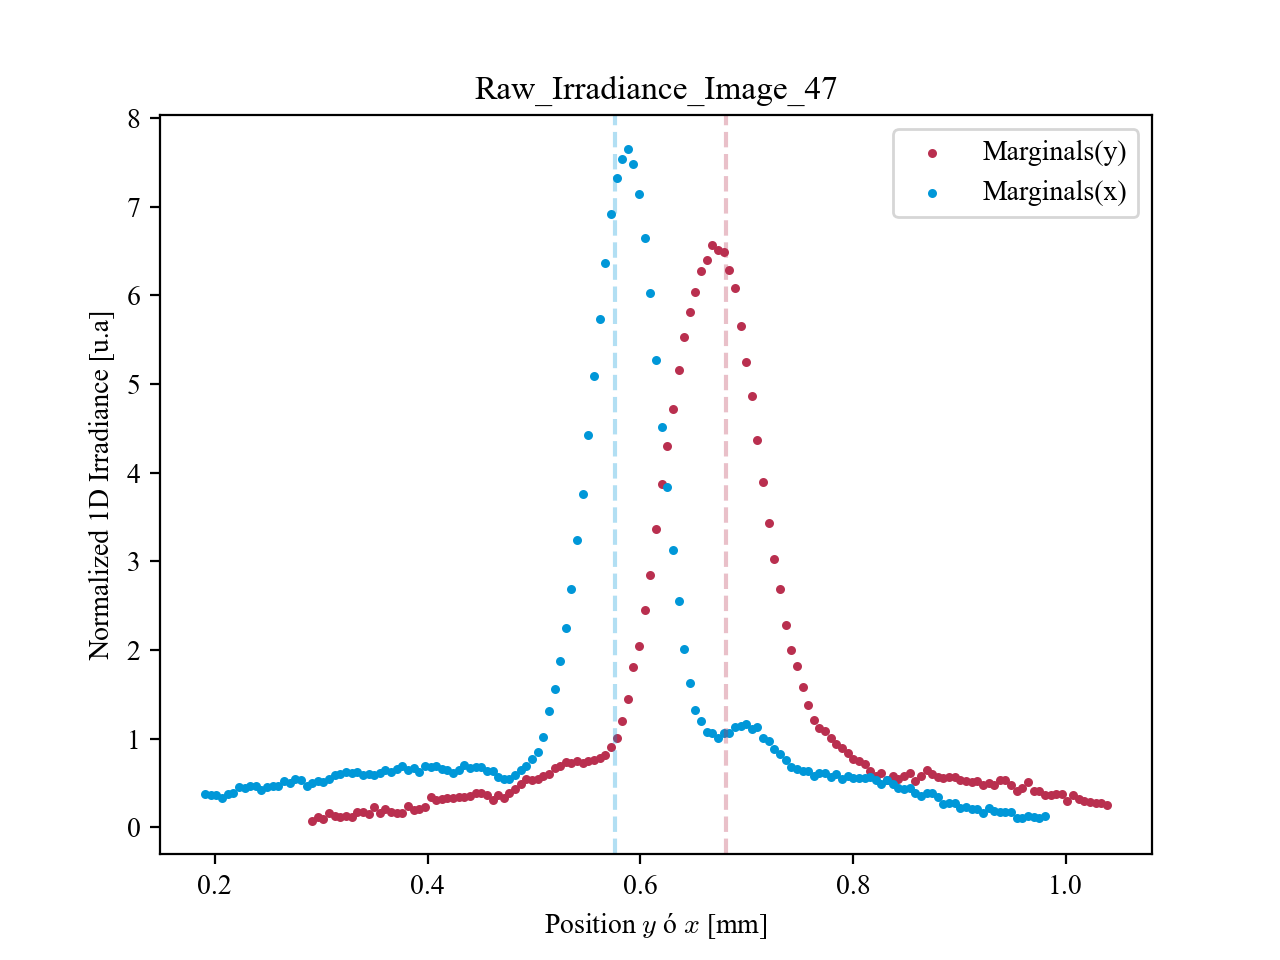 Raw_Irradiance_Image_47
Marginals(y)
Marginals(x)
Normalized 1D Irradiance [u.a]
8
7
6
5
4
3
2
1
0
0.2 0.4 0.6 0.8 1.0
Position y ó x [mm]